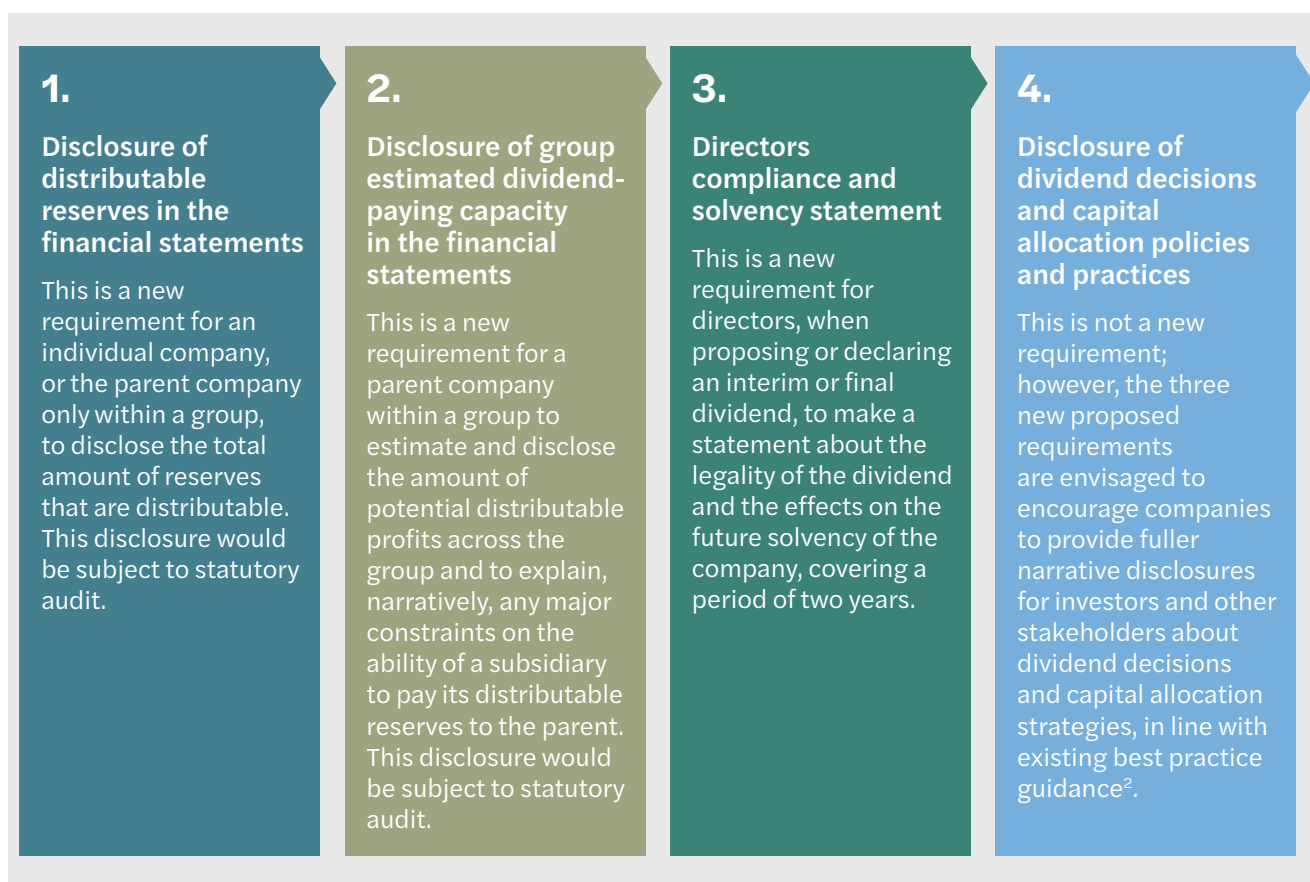 1.
Disclosure of
distributable
reserves in the
financial statements
This is a new
requirement for an
individual company,
or the parent company
only within a group,
to disclose the total
amount of reserves
that are distributable.
This disclosure would
be subject to statutory
audit.
2.
Disclosure of group
estimated dividend-
paying capacity
in the financial
statements
This is a new
requirement for a
parent company
within a group to
estimate and disclose
the amount of
potential distributable
profits across the
group and to explain,
narratively, any major
constraints on the
ability of a subsidiary
to pay its distributable
reserves to the parent.
This disclosure would
be subject to statutory
audit.
3.
Directors
compliance and
solvency statement
This is a new
requirement for
directors, when
proposing or declaring
an interim or final
dividend, to make a
statement about the
legality of the dividend
and the effects on the
future solvency of the
company, covering a
period of two years.
4.
Disclosure of
dividend decisions
and capital
allocation policies
and practices
This is not a new
requirement;
however, the three
new proposed
requirements
are envisaged to
encourage companies
to provide fuller
narrative disclosures
for investors and other
stakeholders about
dividend decisions
and capital allocation
strategies, in line with
existing best practice
guidance².